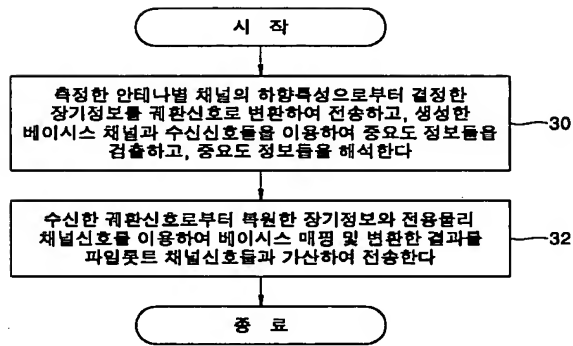 시 작
측정한 안테나별 채널의 하향특성으로부터 결정한
장기정보를 궤환신호로 변환하여 전송하고, 생성한
베이시스 채널과 수신신호들을 이용하여 중요도 정보들을
검출하고, 중요도 정보들을 해석한다
30
수신한 궤환신호로부터 복원한 장기정보와 전용물리
채널신호를 이용하여 베이시스 매핑 및 변환한 결과를
파일롯트 채널신호들과 가산하여 전송한다
32
종 료